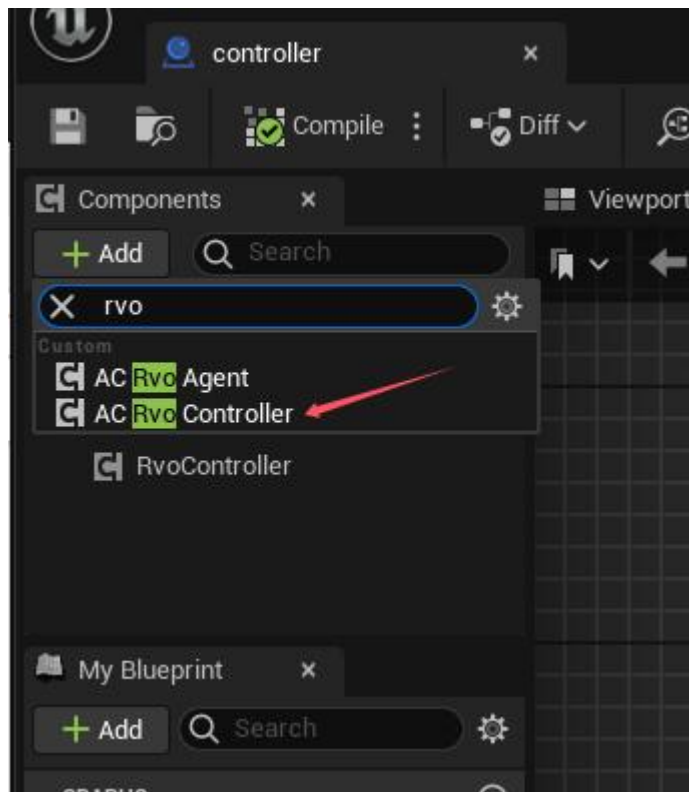 controller
Compile
Diff
Components
Viewport
Add
Search
rvo
Custom
AC Rvo Agent
AC Rvo Controller
RvoController
My Blueprint
Add
Search